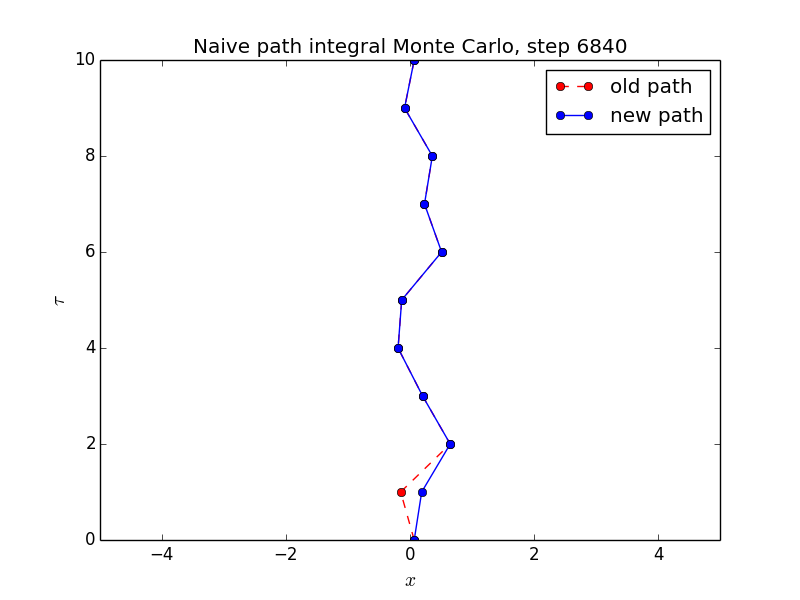 Naive path integral Monte Carlo, step 6840
old path
new path
10
8
6
4
2
0
τ
−4 −2 0 2 4
x